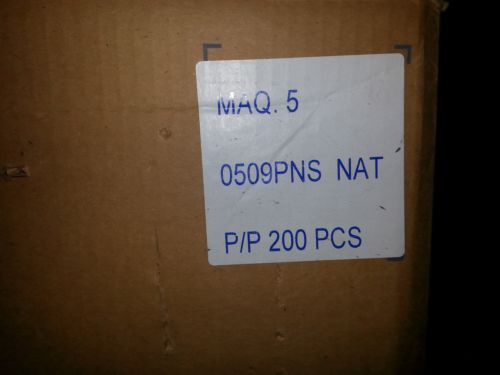 MAQ. 5
0509PNS NAT
P/P 200 PCS